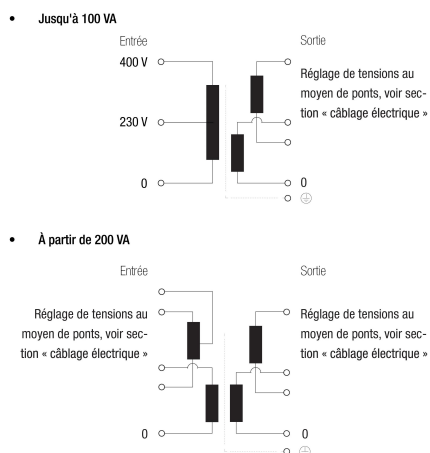 • Jusqu'à 100 VA
Entrée
Sortie
400 V
Réglage de tensions au
moyen de ponts, voir sec-
tion « câblage électrique »
230 V
0
0
• À partir de 200 VA
Entrée
Sortie
Réglage de tensions au
moyen de ponts, voir sec-
tion « câblage électrique »
Réglage de tensions au
moyen de ponts, voir sec-
tion « câblage électrique »
0
0